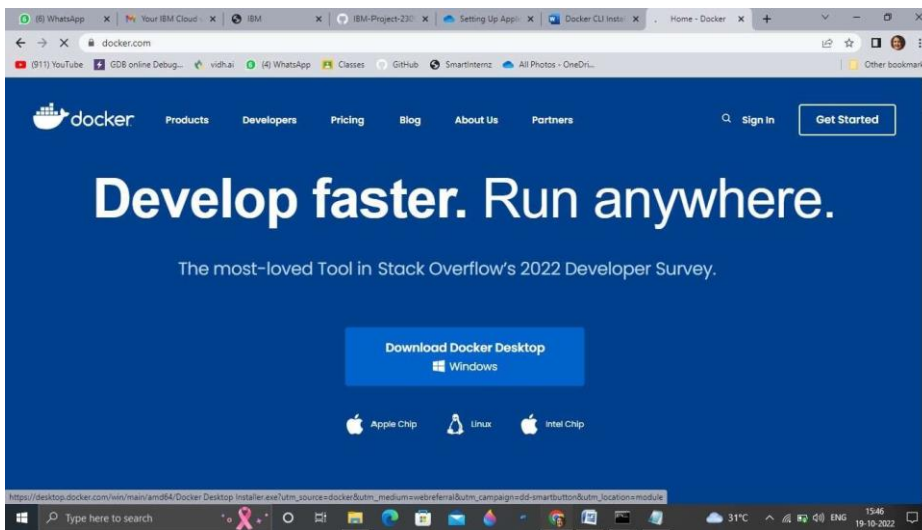 (6) WhatsApp
Your IBM Cloud
IBM
IBM-Project-230
Setting Up Appli
Docker CLI Instal
Home - Docker
docker.com
(911) YouTube
GDB online Debug...
vidh.ai
(4) WhatsApp
Classes
GitHub
Smartinternz
All Photos - OneDri...
Other bookmark
docker
Products
Developers
Pricing
Blog
About Us
Partners
Sign In
Get Started
Develop faster. Run anywhere.
The most-loved Tool in Stack Overflow's 2022 Developer Survey.
Download Docker Desktop
Windows
Apple Chip
Linux
Intel Chip
https://desktop.docker.com/win/main/amd64/Docker Desktop Installer.exe?utm_source=docker&utm_medium=webreferral&utm_campaign=dd-smartbutton&utm_location=module
Type here to search
31°C
ENG
15:46
19-10-2022